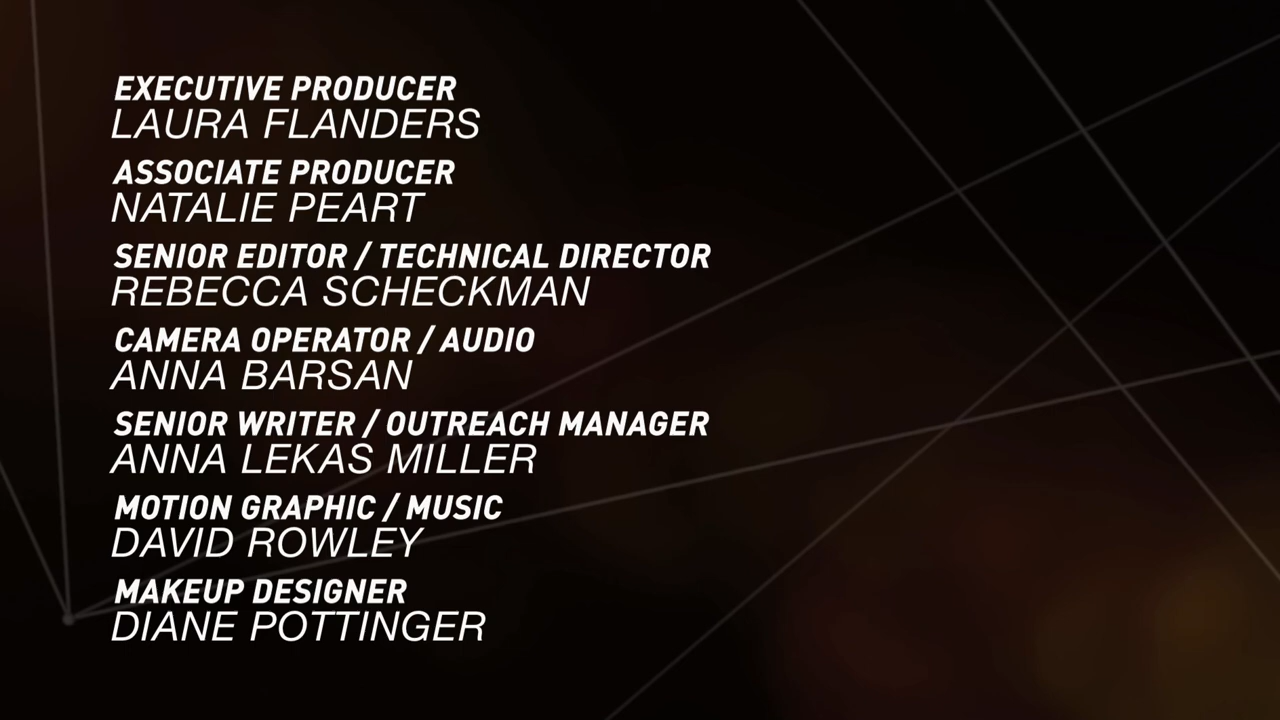 EXECUTIVE PRODUCER
LAURA FLANDERS
ASSOCIATE PRODUCER
NATALIE PEART
SENIOR EDITOR / TECHNICAL DIRECTOR
REBECCA SCHECKMAN
CAMERA OPERATOR / AUDIO
ANNA BARSAN
SENIOR WRITER / OUTREACH MANAGER
ANNA LEKAS MILLER
MOTION GRAPHIC / MUSIC
DAVID ROWLEY
MAKEUP DESIGNER
DIANE POTTINGER